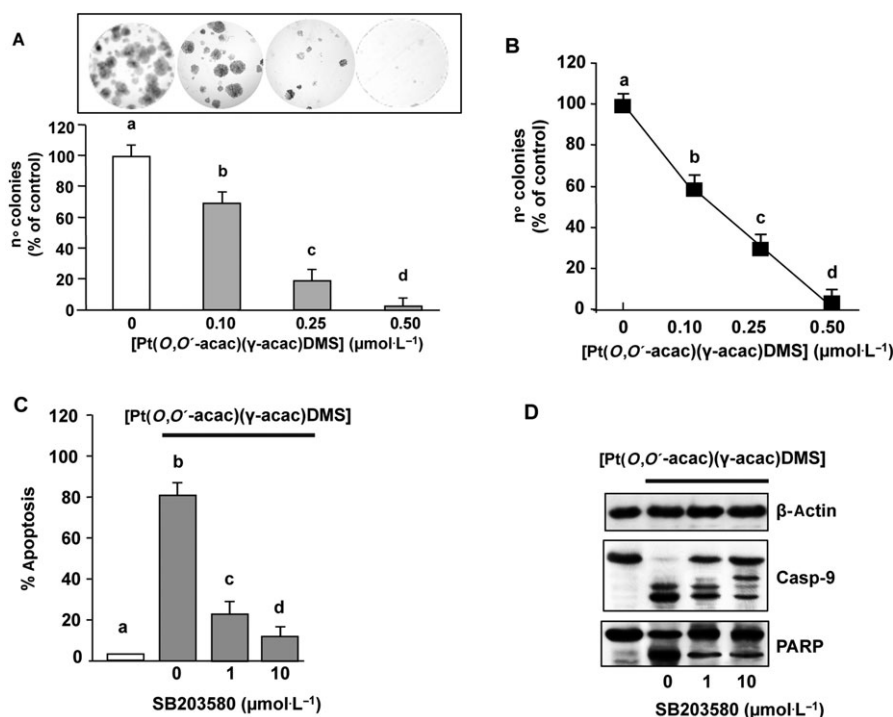 A
120
100
80
60
40
20
0
nº colonies
(% of control)
a
b
c
d
0 0.10 0.25 0.50
[Pt(O,O´-acac)(γ-acac)DMS] (µmol·L⁻¹)
B
120
100
80
60
40
20
0
nº colonies
(% of control)
a
b
c
d
0 0.10 0.25 0.50
[Pt(O,O´-acac)(γ-acac)DMS] (µmol·L⁻¹)
C
[Pt(O,O´-acac)(γ-acac)DMS]
120
100
80
60
40
20
0
% Apoptosis
a
b
c
d
0 1 10
SB203580 (µmol·L⁻¹)
D
[Pt(O,O´-acac)(γ-acac)DMS]
β-Actin
Casp-9
PARP
0 1 10
SB203580 (µmol·L⁻¹)